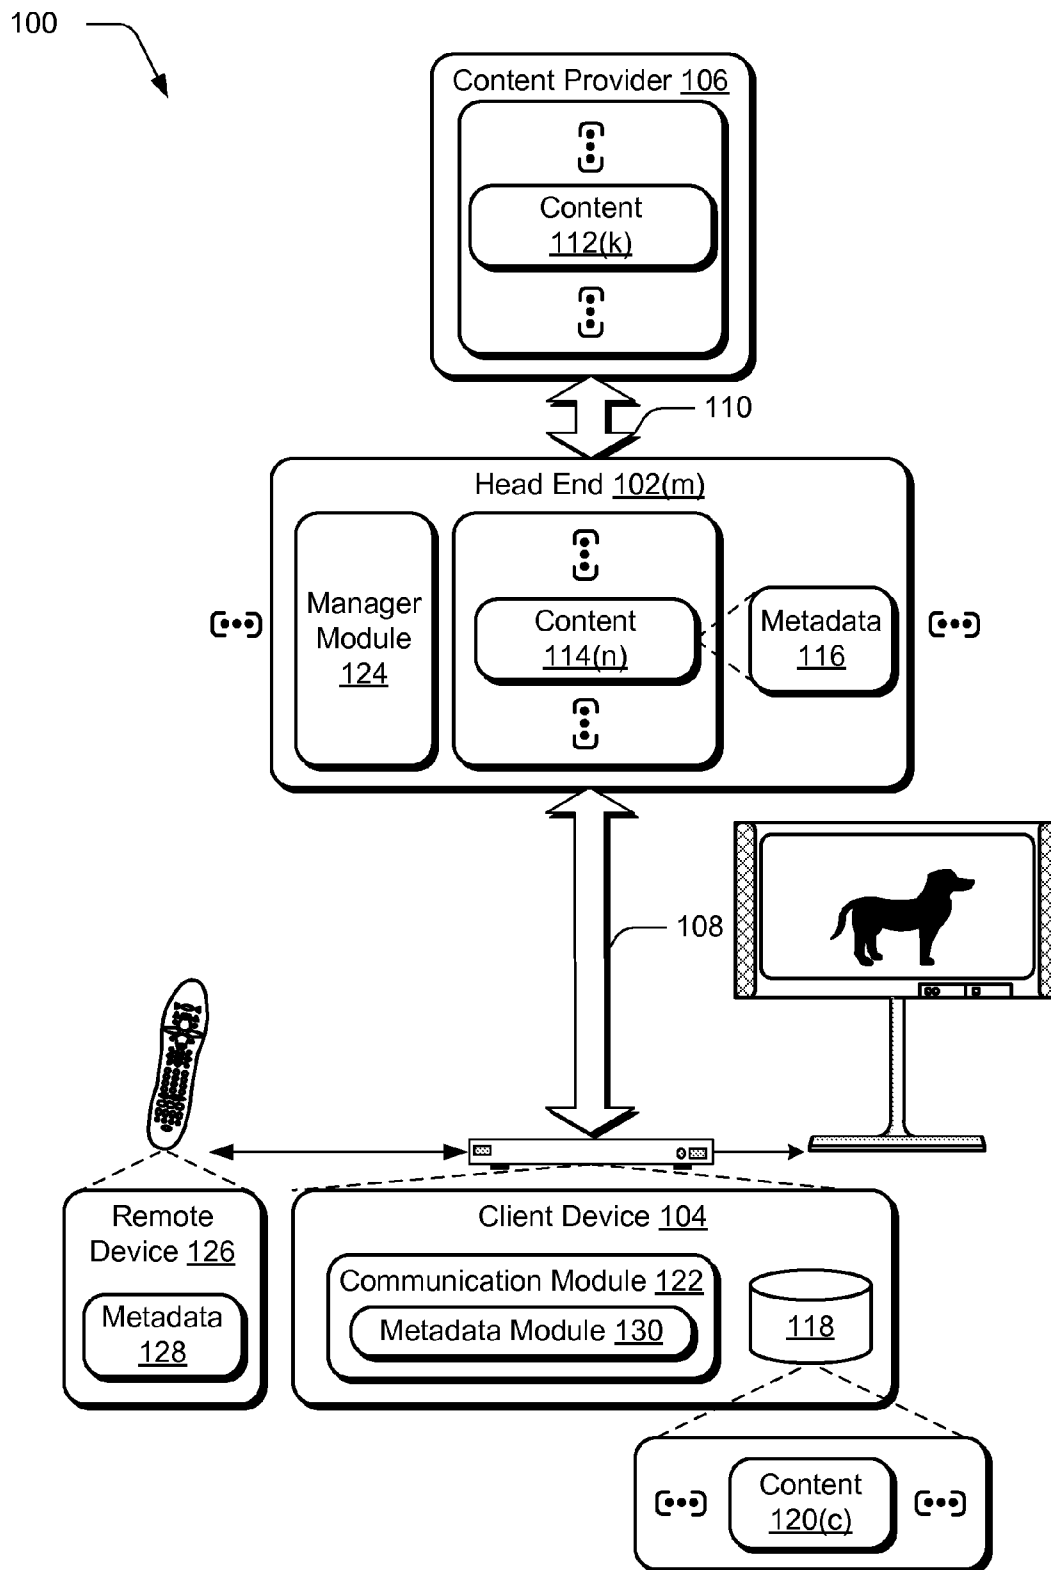 100
Content Provider 106
Content
112(k)
110
Head End 102(m)
Manager
Module
124
Content
114(n)
Metadata
116
108
Remote
Device 126
Metadata
128
Client Device 104
Communication Module 122
Metadata Module 130
118
Content
120(c)